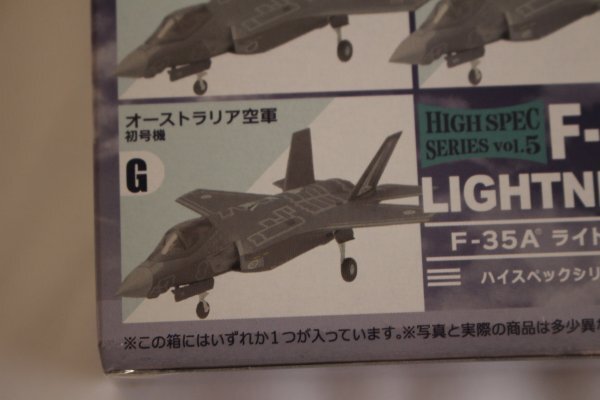 オーストラリア空軍
初号機
G
HIGH SPEC
SERIES vol.5
F-
LIGHTN
F-35A ライト
ハイスペックシリ
※この箱にはいずれか1つが入っています。※写真と実際の商品は多少異